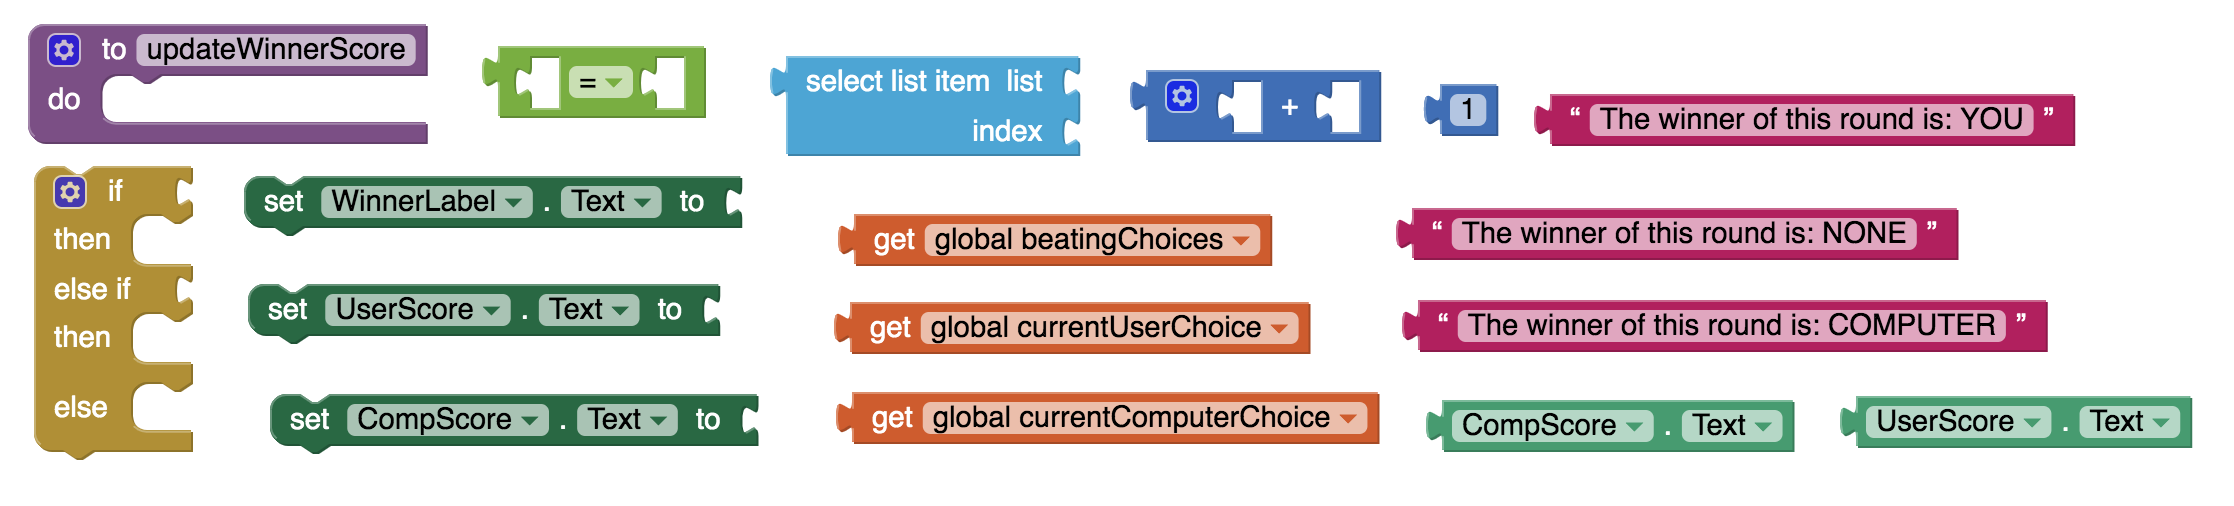 to updateWinnerScore
do
=
select list item list
index
+
1
“ The winner of this round is: YOU ”
if
then
else if
then
else
set WinnerLabel . Text to
set UserScore . Text to
set CompScore . Text to
get global beatingChoices
get global currentUserChoice
get global currentComputerChoice
“ The winner of this round is: NONE ”
“ The winner of this round is: COMPUTER ”
CompScore . Text
UserScore . Text